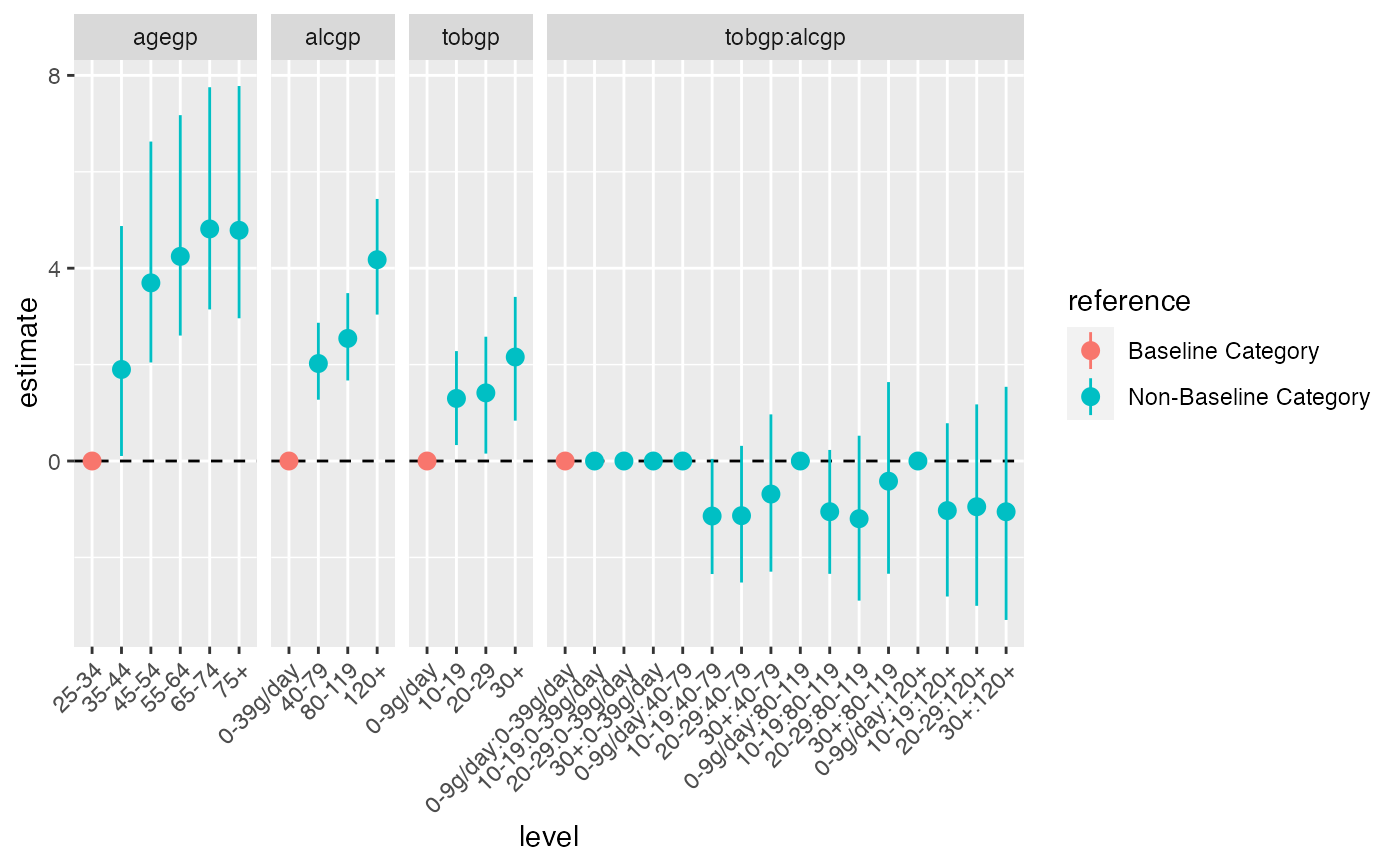 agegp
alcgp
tobgp
tobgp:alcgp
8
4
0
estimate
25-34
35-44
45-54
55-64
65-74
75+
0-39g/day
40-79
80-119
120+
0-9g/day
10-19
20-29
30+
0-9g/day:0-39g/day
10-19:0-39g/day
20-29:0-39g/day
30+:0-39g/day
0-9g/day:40-79
10-19:40-79
20-29:40-79
30+:40-79
0-9g/day:80-119
10-19:80-119
20-29:80-119
30+:80-119
0-9g/day:120+
10-19:120+
20-29:120+
30+:120+
level
reference
Baseline Category
Non-Baseline Category